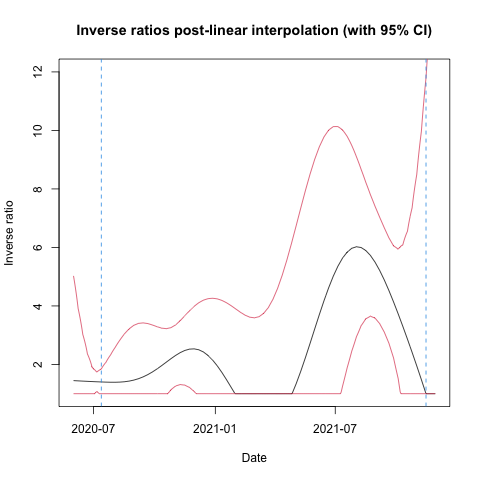 Inverse ratios post-linear interpolation (with 95% CI)
12
10
8
6
4
2
Inverse ratio
2020-07 2021-01 2021-07
Date